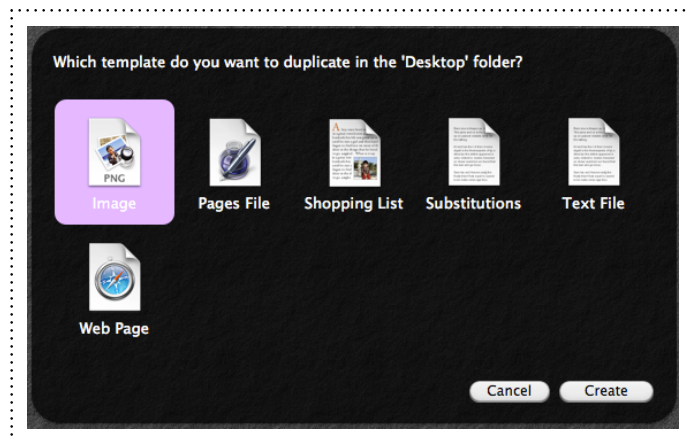 Which template do you want to duplicate in the 'Desktop' folder?
PNG
Image
Pages File
Shopping List
Substitutions
Text File
Web Page
Cancel
Create